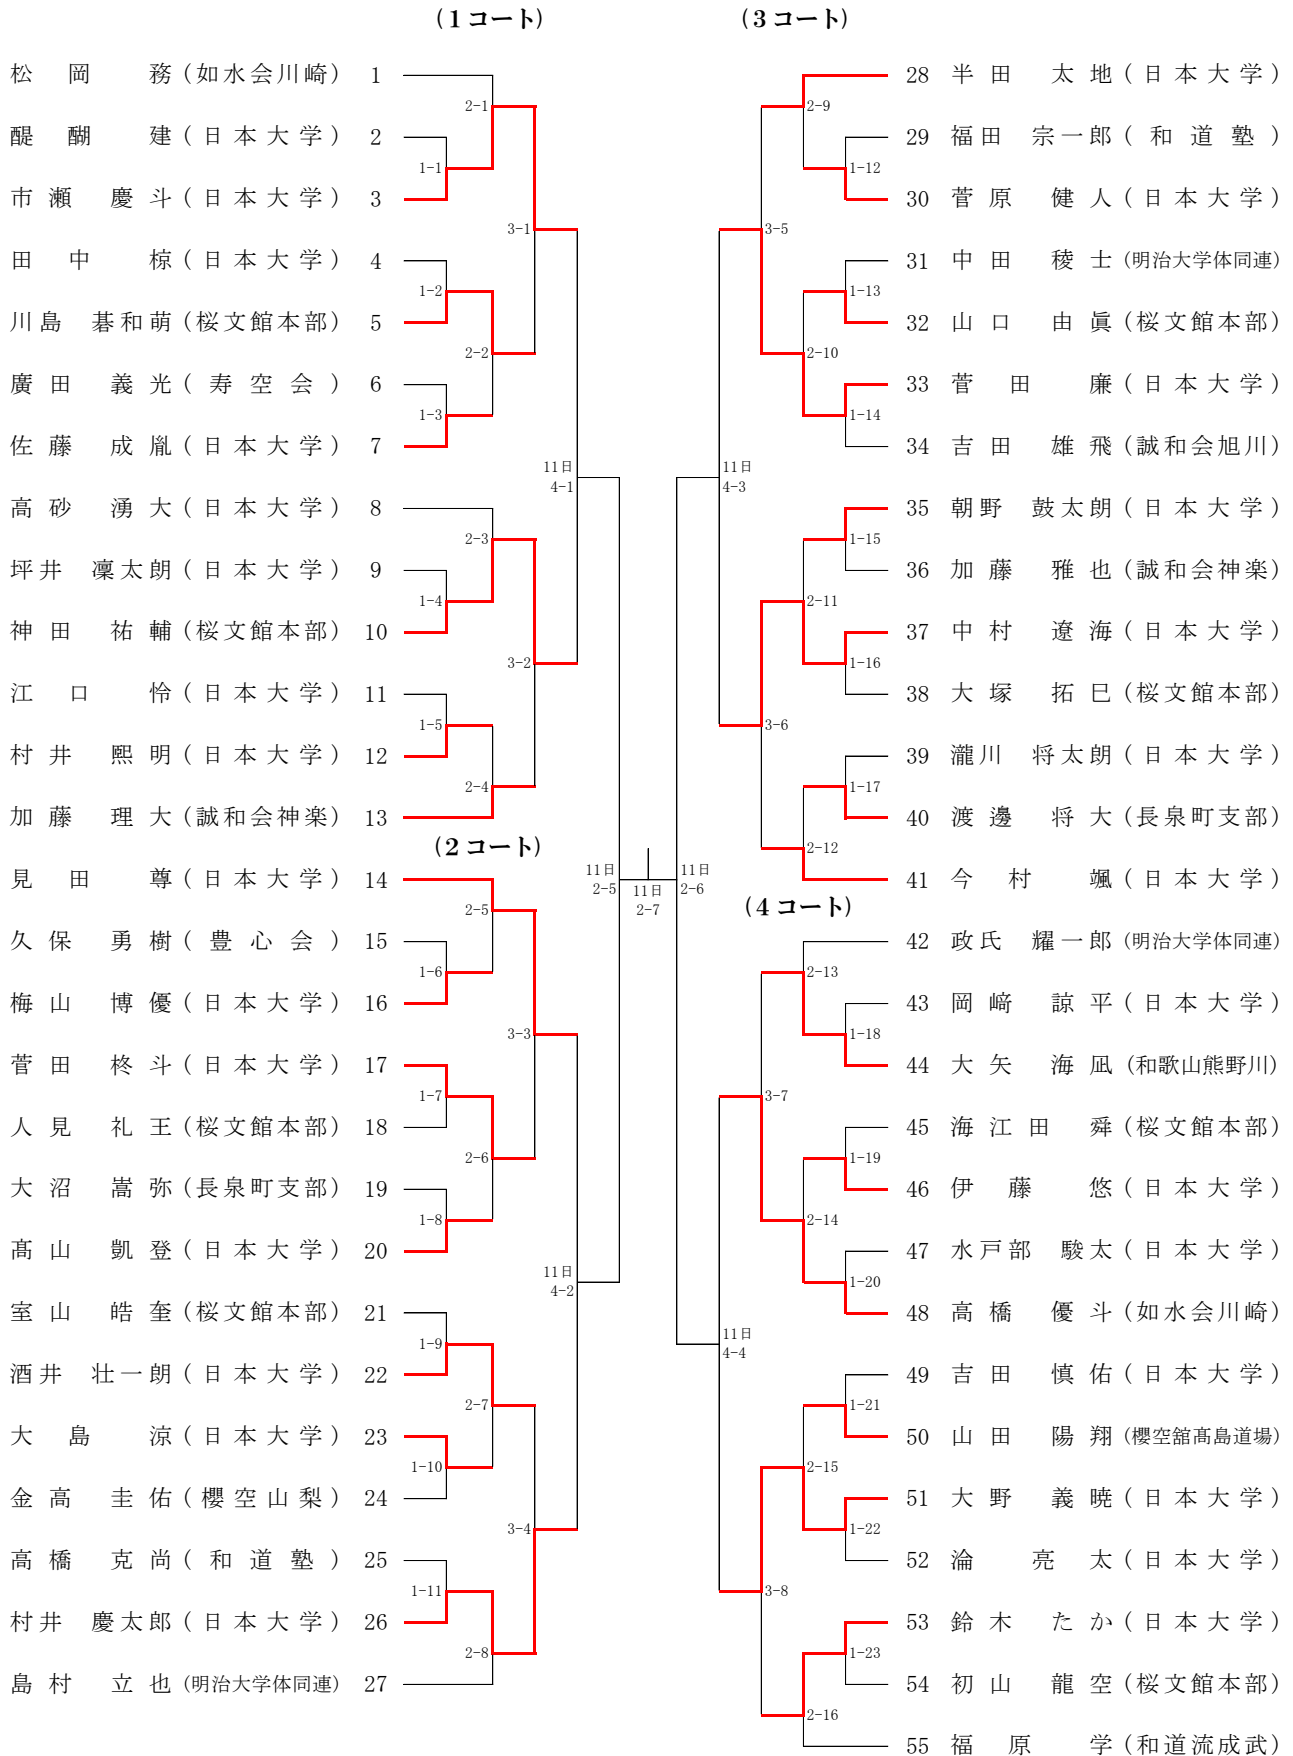 (1コート)
松岡 務 (如水会川崎) 1
醍醐 建 (日本大学) 2
市瀬 慶斗 (日本大学) 3
田中 椋 (日本大学) 4
川島 碁和萌 (桜文館本部) 5
廣田 義光 (寿空会) 6
佐藤 成胤 (日本大学) 7
高砂 湧大 (日本大学) 8
坪井 凜太朗 (日本大学) 9
神田 祐輔 (桜文館本部) 10
江口 怜 (日本大学) 11
村井 熙明 (日本大学) 12
加藤 理大 (誠和会神楽) 13
2-1
1-1
3-1
1-2
2-2
1-3
11日
4-1
2-3
1-4
3-2
1-5
2-4
(2コート)
見田 尊 (日本大学) 14
久保 勇樹 (豊心会) 15
梅山 博優 (日本大学) 16
菅田 柊斗 (日本大学) 17
人見 礼王 (桜文館本部) 18
大沼 嵩弥 (長泉町支部) 19
髙山 凱登 (日本大学) 20
室山 皓奎 (桜文館本部) 21
酒井 壮一朗 (日本大学) 22
大島 涼 (日本大学) 23
金高 圭佑 (櫻空山梨) 24
高橋 克尚 (和道塾) 25
村井 慶太郎 (日本大学) 26
島村 立也 (明治大学体同連) 27
2-5
1-6
3-3
1-7
2-6
1-8
11日
4-2
1-9
2-7
1-10
3-4
1-11
2-8
11日
2-5
11日
2-7
11日
2-6
(3コート)
28 半田 太地 (日本大学)
29 福田 宗一郎 (和道塾)
30 菅原 健人 (日本大学)
31 中田 稜士 (明治大学体同連)
32 山口 由眞 (桜文館本部)
33 菅田 廉 (日本大学)
34 吉田 雄飛 (誠和会旭川)
35 朝野 鼓太朗 (日本大学)
36 加藤 雅也 (誠和会神楽)
37 中村 遼海 (日本大学)
38 大塚 拓巳 (桜文館本部)
39 瀧川 将太朗 (日本大学)
40 渡邊 将大 (長泉町支部)
41 今村 颯 (日本大学)
2-9
1-12
3-5
1-13
2-10
1-14
11日
4-3
1-15
2-11
1-16
3-6
1-17
2-12
(4コート)
42 政氏 耀一郎 (明治大学体同連)
43 岡﨑 諒平 (日本大学)
44 大矢 海凪 (和歌山熊野川)
45 海江田 舜 (桜文館本部)
46 伊藤 悠 (日本大学)
47 水戸部 駿太 (日本大学)
48 高橋 優斗 (如水会川崎)
49 吉田 慎佑 (日本大学)
50 山田 陽翔 (櫻空舘髙島道場)
51 大野 義暁 (日本大学)
52 淪 亮太 (日本大学)
53 鈴木 たか (日本大学)
54 初山 龍空 (桜文館本部)
55 福原 学 (和道流成武)
2-13
1-18
3-7
1-19
2-14
1-20
11日
4-4
1-21
2-15
1-22
3-8
1-23
2-16